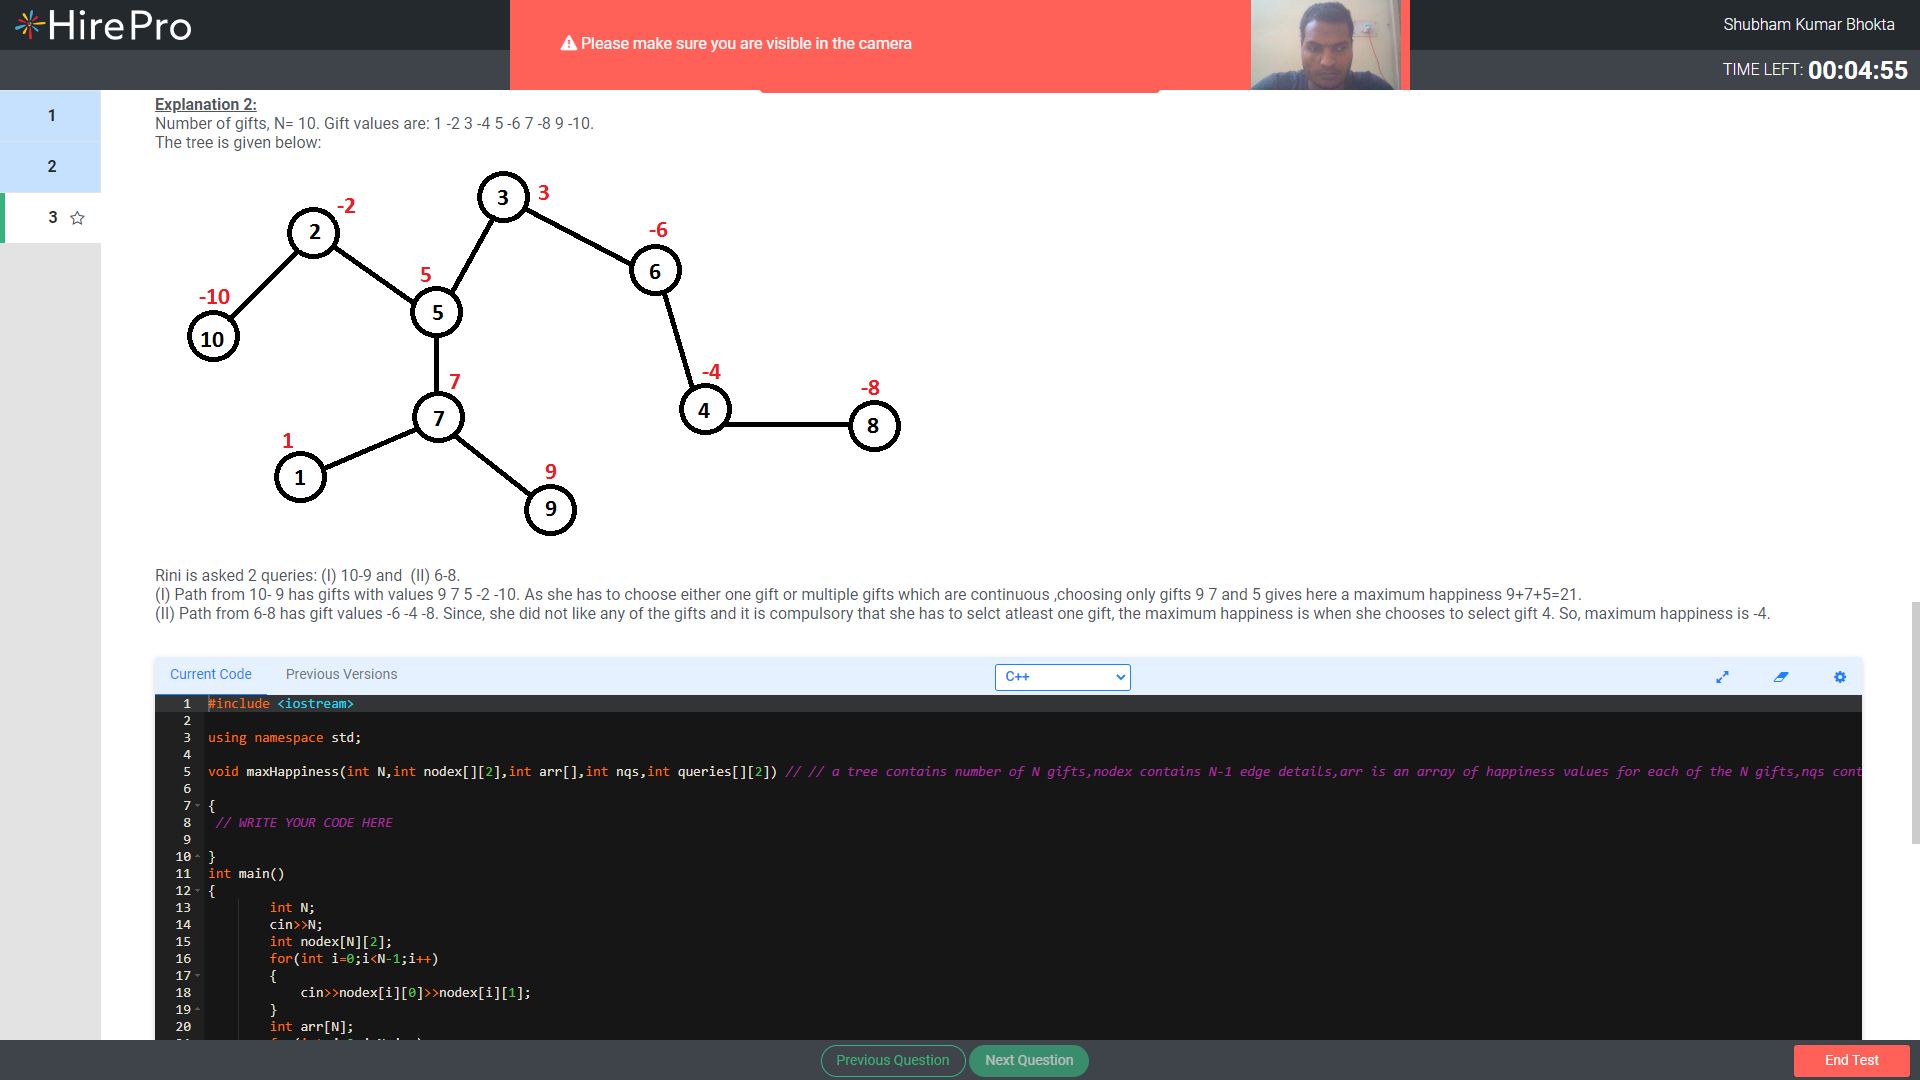 HirePro
Please make sure you are visible in the camera
Shubham Kumar Bhokta
TIME LEFT: 00:04:55
1
2
3
Explanation 2:
Number of gifts, N= 10. Gift values are: 1 -2 3 -4 5 -6 7 -8 9 -10.
The tree is given below:
3 3
2 -2
6 -6
5 5
10 -10
7 7
4 -4
8 -8
1 1
9 9
Rini is asked 2 queries: (I) 10-9 and (II) 6-8.
(I) Path from 10- 9 has gifts with values 9 7 5 -2 -10. As she has to choose either one gift or multiple gifts which are continuous ,choosing only gifts 9 7 and 5 gives here a maximum happiness 9+7+5=21.
(II) Path from 6-8 has gift values -6 -4 -8. Since, she did not like any of the gifts and it is compulsory that she has to selct atleast one gift, the maximum happiness is when she chooses to select gift 4. So, maximum happiness is -4.
Current Code Previous Versions C++
1 #include <iostream>
2
3 using namespace std;
4
5 void maxHappiness(int N,int nodex[][2],int arr[],int nqs,int queries[][2]) // // a tree contains number of N gifts,nodex contains N-1 edge details,arr is an array of happiness values for each of the N gifts,nqs cont
6
7 {
8 // WRITE YOUR CODE HERE
9
10 }
11 int main()
12 {
13 int N;
14 cin>>N;
15 int nodex[N][2];
16 for(int i=0;i<N-1;i++)
17 {
18 cin>>nodex[i][0]>>nodex[i][1];
19 }
20 int arr[N];
Previous Question Next Question End Test